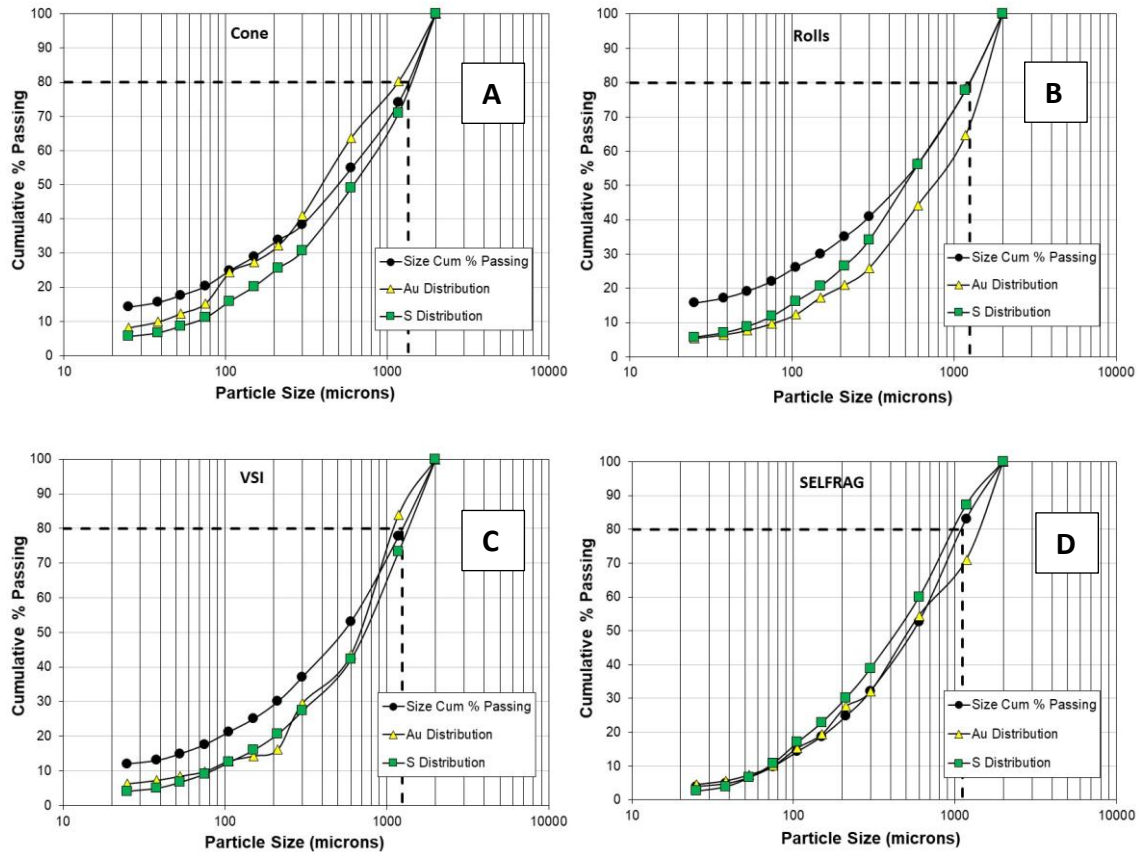 Cone
A
100
90
80
70
60
50
40
30
20
10
0
Cumulative % Passing
Size Cum % Passing
Au Distribution
S Distribution
10 100 1000 10000
Particle Size (microns)
Rolls
B
100
90
80
70
60
50
40
30
20
10
0
Cumulative % Passing
Size Cum % Passing
Au Distribution
S Distribution
10 100 1000 10000
Particle Size (microns)
VSI
C
100
90
80
70
60
50
40
30
20
10
0
Cumulative % Passing
Size Cum % Passing
Au Distribution
S Distribution
10 100 1000 10000
Particle Size (microns)
SELFRAG
D
100
90
80
70
60
50
40
30
20
10
0
Cumulative % Passing
Size Cum % Passing
Au Distribution
S Distribution
10 100 1000 10000
Particle Size (microns)